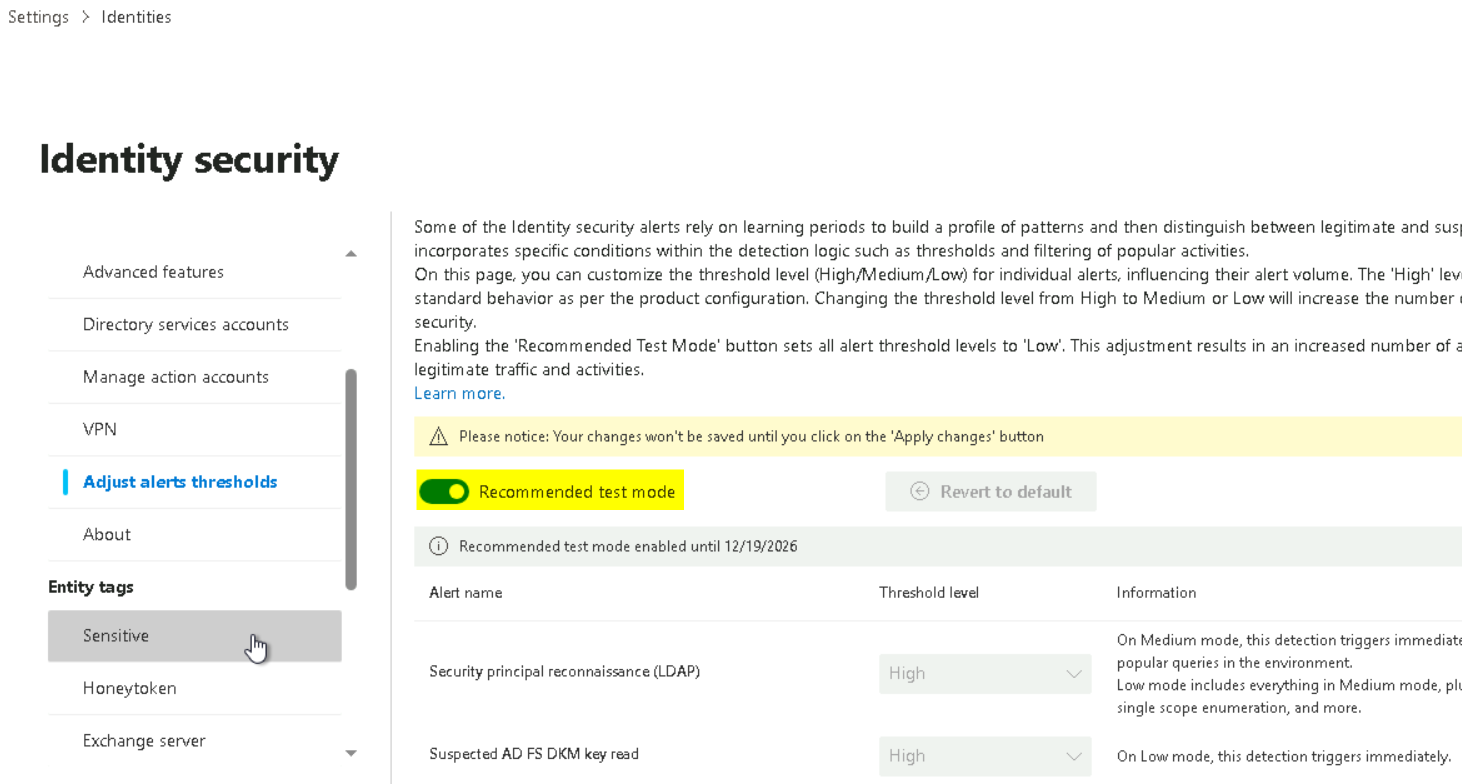 Settings > Identities
Identity security
Advanced features
Directory services accounts
Manage action accounts
VPN
Adjust alerts thresholds
About
Entity tags
Sensitive
Honeytoken
Exchange server
Some of the Identity security alerts rely on learning periods to build a profile of patterns and then distinguish between legitimate and
incorporates specific conditions within the detection logic such as thresholds and filtering of popular activities.
On this page, you can customize the threshold level (High/Medium/Low) for individual alerts, influencing their alert volume. The 'High'
standard behavior as per the product configuration. Changing the threshold level from High to Medium or Low will increase the number
security.
Enabling the 'Recommended Test Mode' button sets all alert threshold levels to 'Low'. This adjustment results in an increased number of
legitimate traffic and activities.
Learn more.
Please notice: Your changes won't be saved until you click on the 'Apply changes' button
Recommended test mode
Revert to default
Recommended test mode enabled until 12/19/2026
Alert name Threshold level Information
Security principal reconnaissance (LDAP)
High
On Medium mode, this detection triggers
popular queries in the environment.
Low mode includes everything in Medium mode,
single scope enumeration, and more.
Suspected AD FS DKM key read
High
On Low mode, this detection triggers immediately.